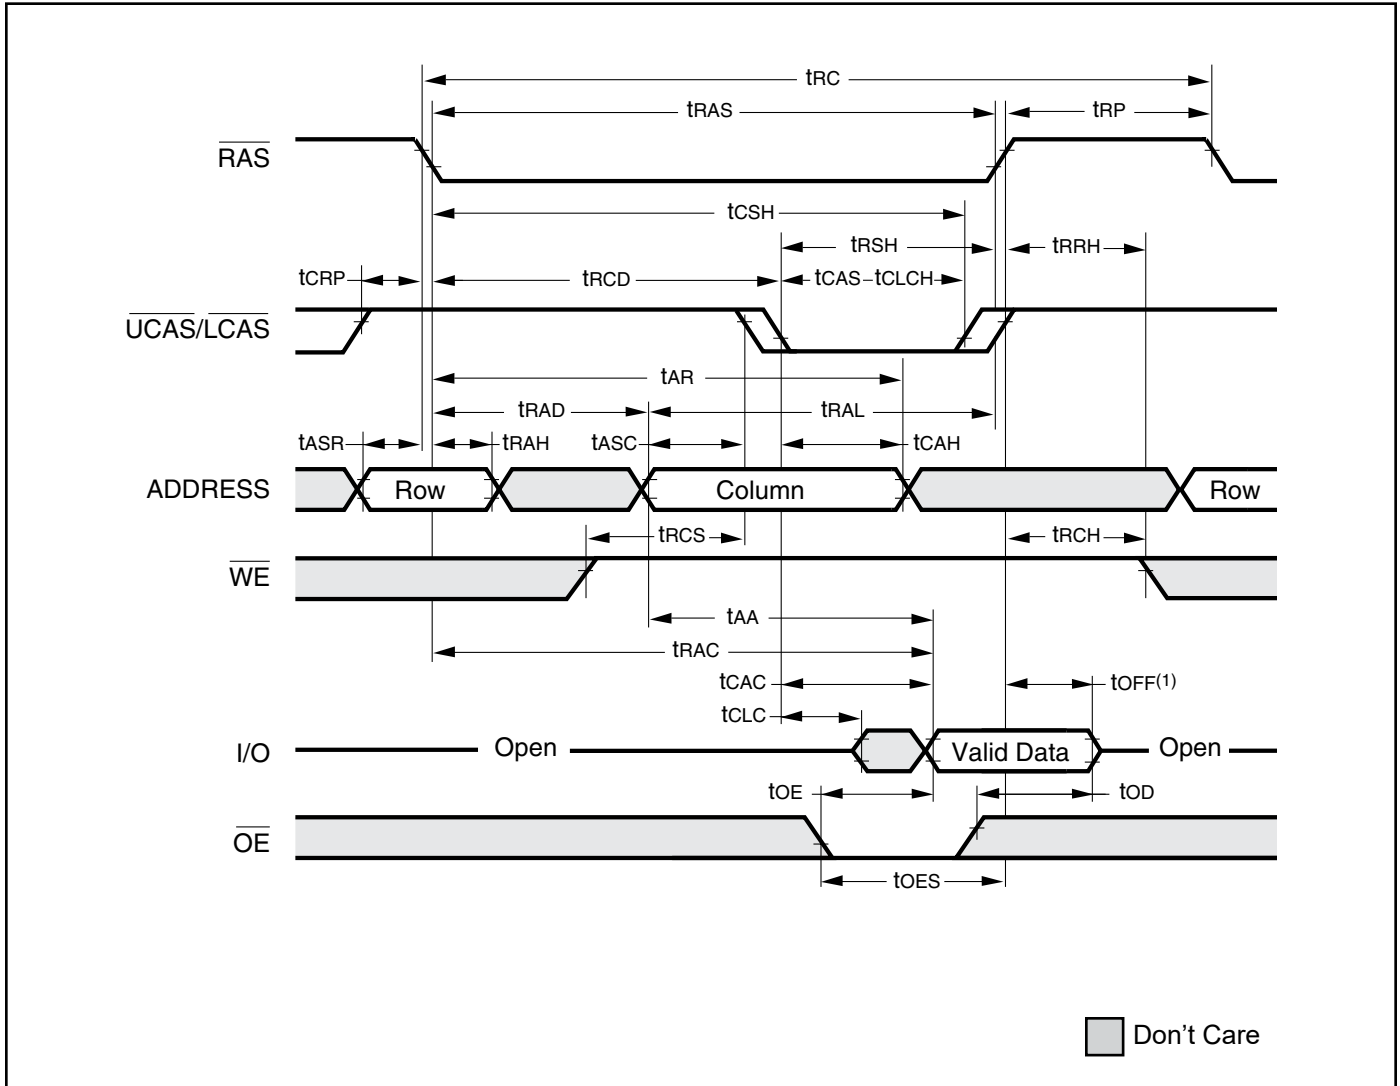 tRC
tRAS
tRP
RAS
tCSH
tRSH
tRRH
tCRP
tRCD
tCAS
tCLCH
UCAS/LCAS
tAR
tRAD
tRAL
tASR
tRAH
tASC
tCAH
ADDRESS
Row
Column
Row
tRCS
tRCH
WE
tAA
tRAC
tCAC
tOFF(1)
tCLC
I/O
Open
Valid Data
Open
tOE
tOD
OE
tOES
Don't Care